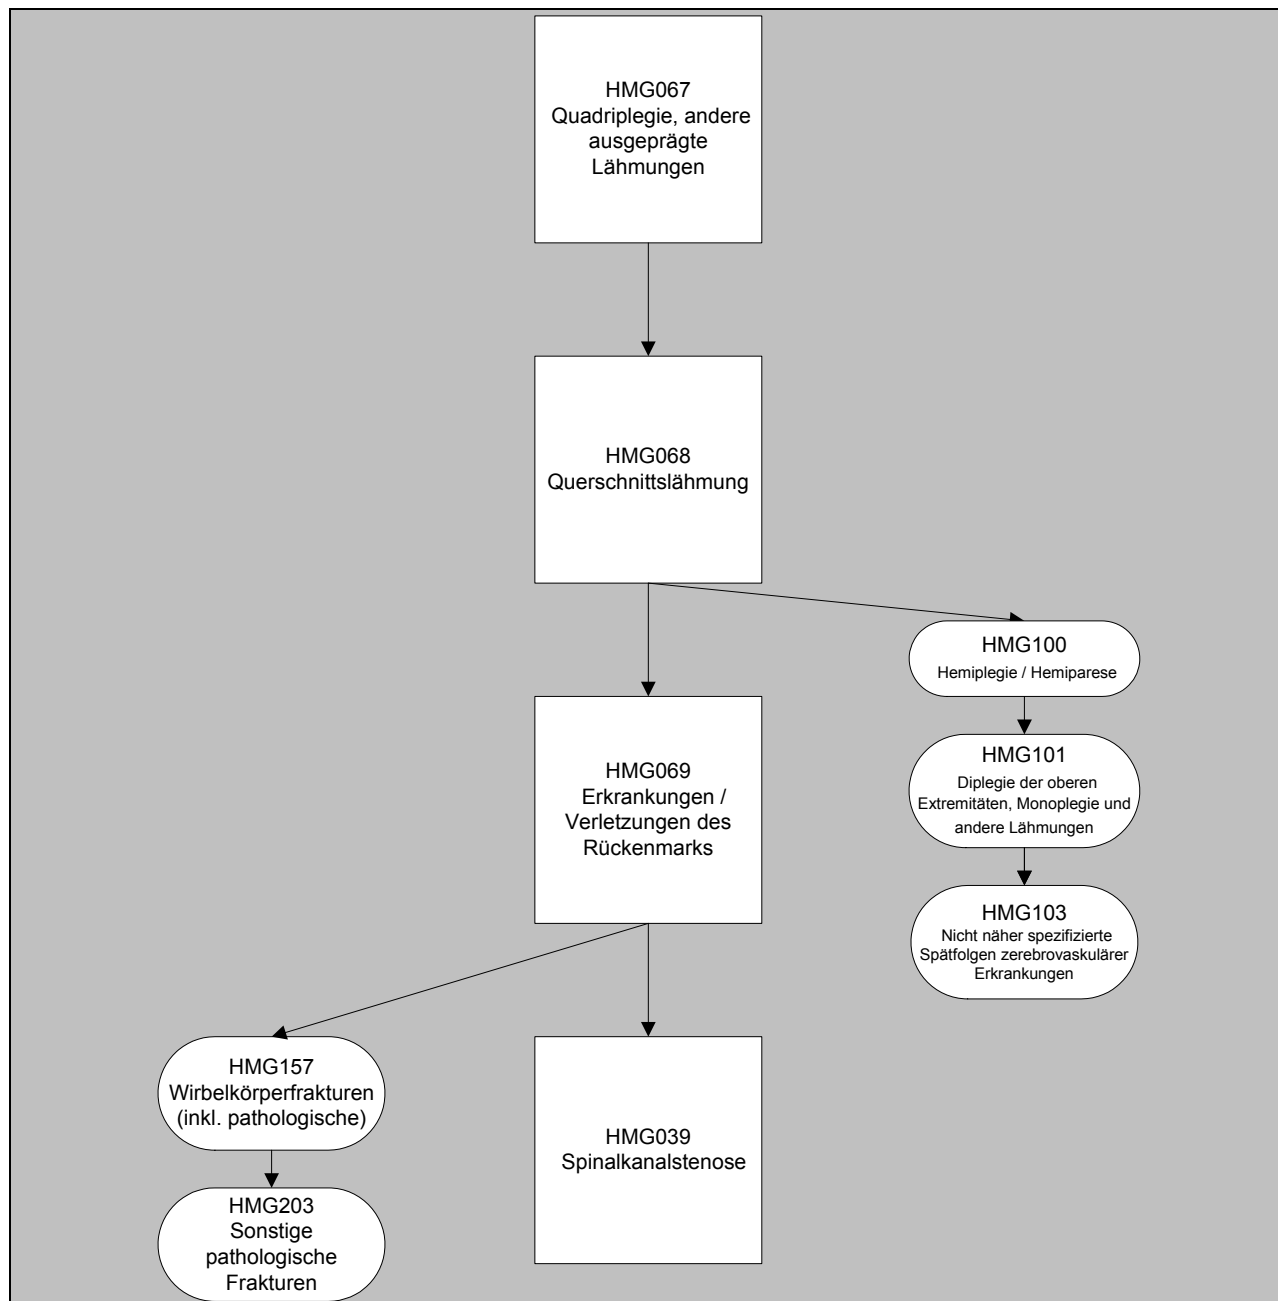 HMG067
Quadriplegie, andere
ausgeprägte
Lähmungen
HMG068
Querschnittslähmung
HMG100
Hemiplegie / Hemiparese
HMG101
Diplegie der oberen
Extremitäten, Monoplegie und
andere Lähmungen
HMG069
Erkrankungen /
Verletzungen des
Rückenmarks
HMG103
Nicht näher spezifizierte
Spätfolgen zerebrovaskulärer
Erkrankungen
HMG157
Wirbelkörperfrakturen
(inkl. pathologische)
HMG039
Spinalkanalstenose
HMG203
Sonstige
pathologische
Frakturen